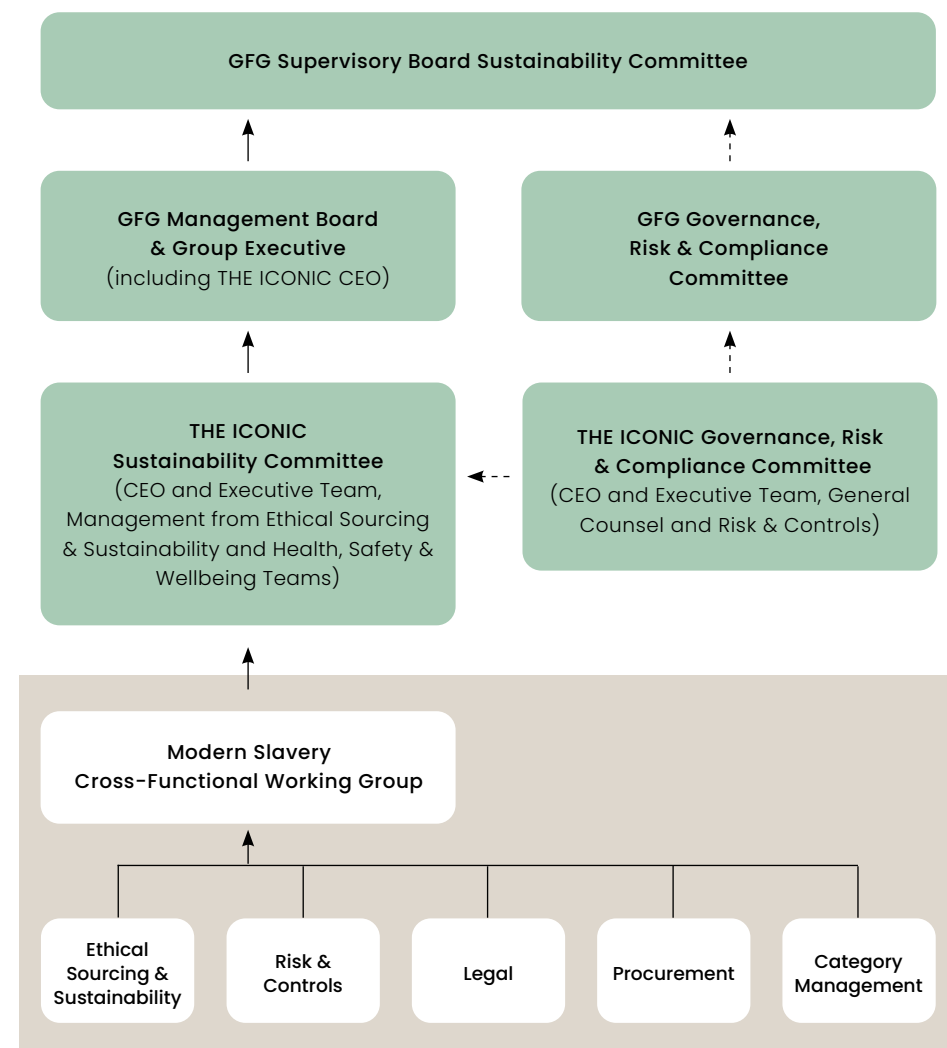 GFG Supervisory Board Sustainability Committee
GFG Management Board
& Group Executive
(including THE ICONIC CEO)
GFG Governance,
Risk & Compliance
Committee
THE ICONIC
Sustainability Committee
(CEO and Executive Team,
Management from Ethical Sourcing
& Sustainability and Health, Safety &
Wellbeing Teams)
THE ICONIC Governance, Risk
& Compliance Committee
(CEO and Executive Team, General
Counsel and Risk & Controls)
Modern Slavery
Cross-Functional Working Group
Ethical
Sourcing &
Sustainability
Risk &
Controls
Legal
Procurement
Category
Management